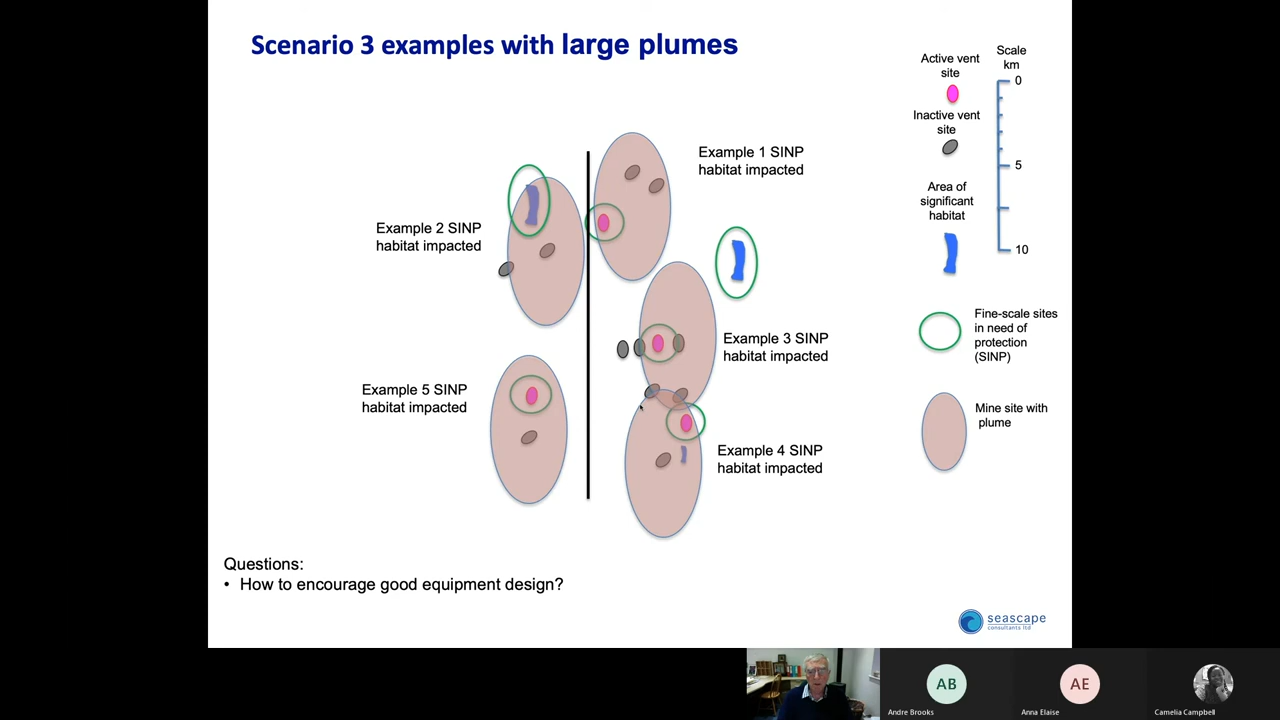 Scenario 3 examples with large plumes
Active vent
site
Scale
km
0
Inactive vent
site
5
Area of
significant
habitat
10
Fine-scale sites
in need of
protection
(SINP)
Mine site with
plume
Example 1 SINP
habitat impacted
Example 2 SINP
habitat impacted
Example 3 SINP
habitat impacted
Example 5 SINP
habitat impacted
Example 4 SINP
habitat impacted
Questions:
• How to encourage good equipment design?
seascape
consultants ltd
AB
AE
Andre Brooks
Anna Elaise
Camelia Campbell